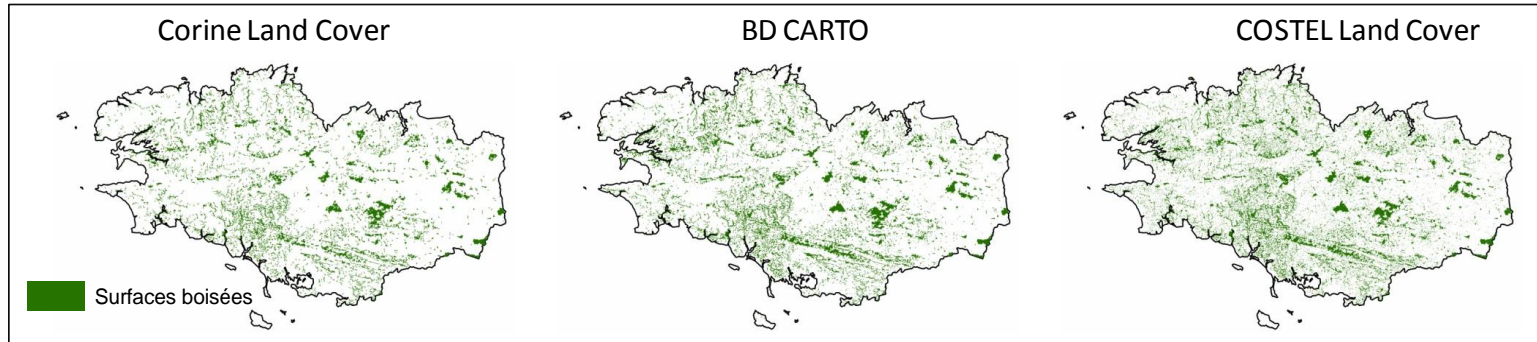 Corine Land Cover
BD CARTO
COSTEL Land Cover
Surfaces boisées